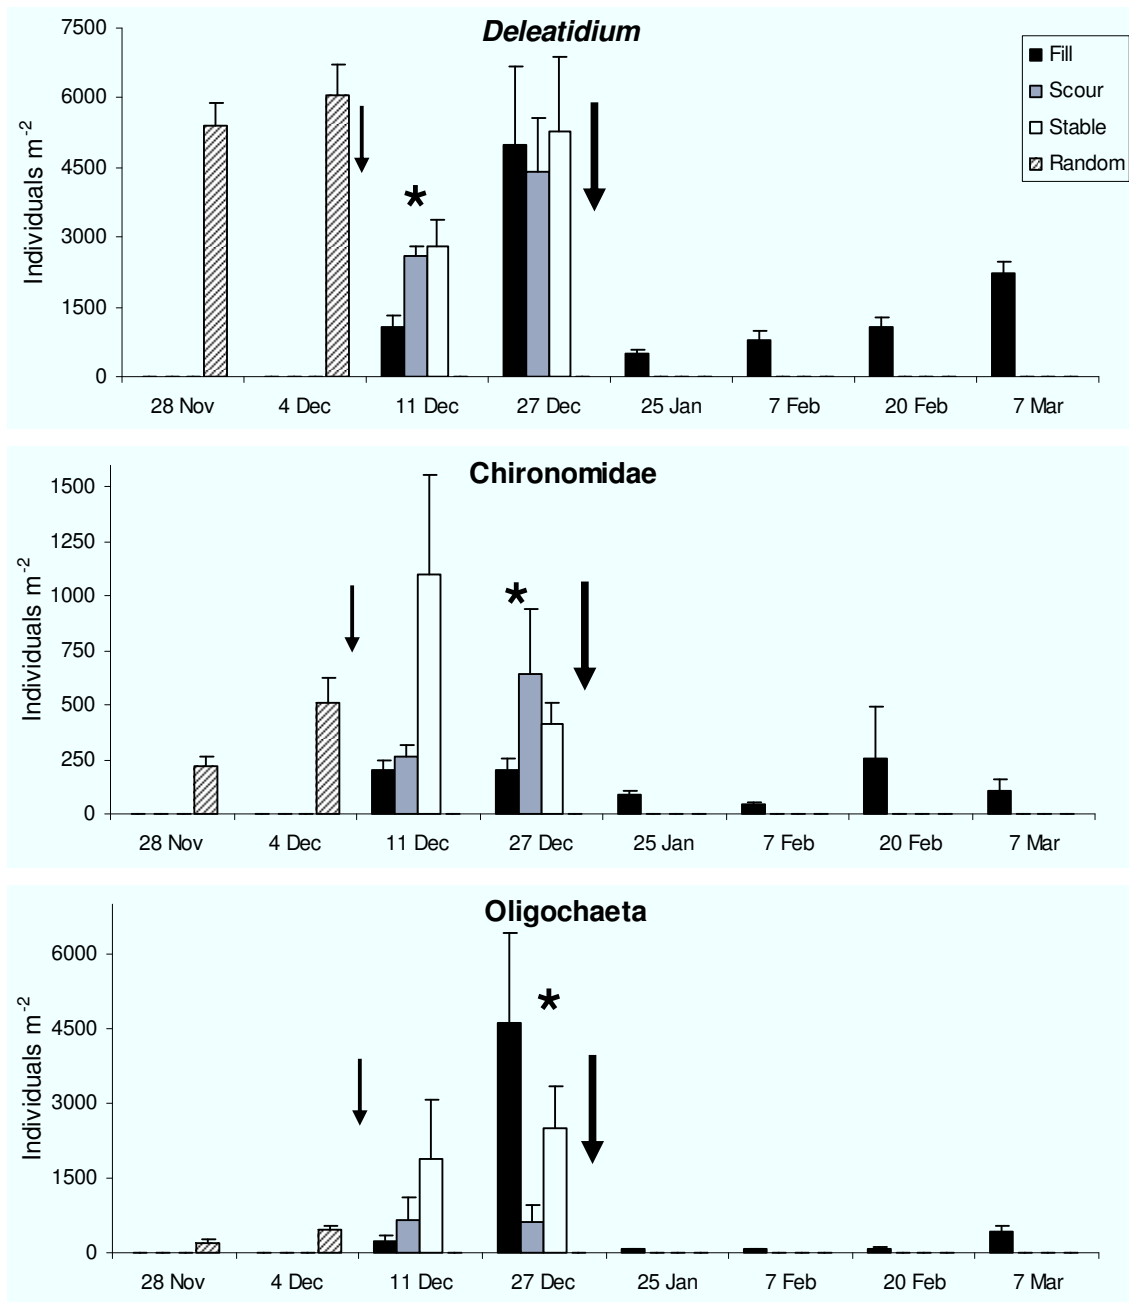 Deleatidium
7500
6000
4500
3000
1500
0
Individuals m-2
*
Fill
Scour
Stable
Random
28 Nov 4 Dec 11 Dec 27 Dec 25 Jan 7 Feb 20 Feb 7 Mar
Chironomidae
1500
1250
1000
750
500
250
0
Individuals m-2
*
28 Nov 4 Dec 11 Dec 27 Dec 25 Jan 7 Feb 20 Feb 7 Mar
Oligochaeta
6000
4500
3000
1500
0
Individuals m-2
*
28 Nov 4 Dec 11 Dec 27 Dec 25 Jan 7 Feb 20 Feb 7 Mar